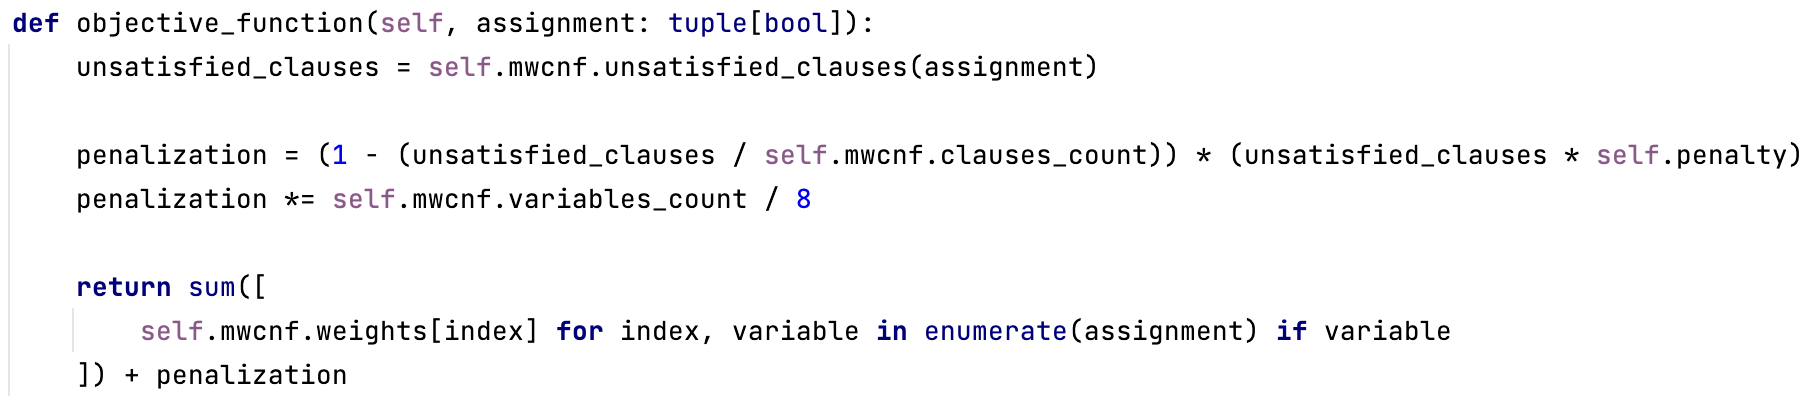 def objective_function(self, assignment: tuple[bool]):
    unsatisfied_clauses = self.mwcnf.unsatisfied_clauses(assignment)

    penalization = (1 - (unsatisfied_clauses / self.mwcnf.clauses_count)) * (unsatisfied_clauses * self.penalty)
    penalization *= self.mwcnf.variables_count / 8

    return sum([
        self.mwcnf.weights[index] for index, variable in enumerate(assignment) if variable
    ]) + penalization